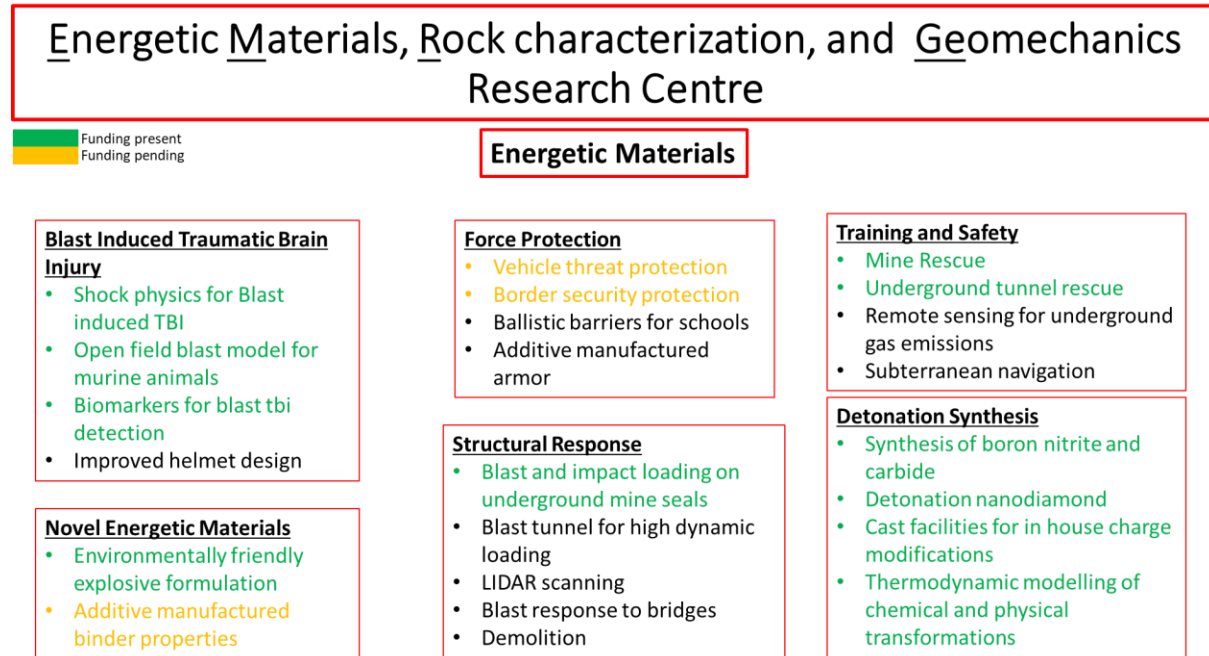 Energetic Materials, Rock characterization, and Geomechanics
Research Centre
Funding present
Funding pending
Energetic Materials
Blast Induced Traumatic Brain
Injury
• Shock physics for Blast
induced TBI
• Open field blast model for
murine animals
• Biomarkers for blast tbi
detection
• Improved helmet design
Novel Energetic Materials
• Environmentally friendly
explosive formulation
• Additive manufactured
binder properties
Force Protection
• Vehicle threat protection
• Border security protection
• Ballistic barriers for schools
• Additive manufactured
armor
Structural Response
• Blast and impact loading on
underground mine seals
• Blast tunnel for high dynamic
loading
• LIDAR scanning
• Blast response to bridges
• Demolition
Training and Safety
• Mine Rescue
• Underground tunnel rescue
• Remote sensing for underground
gas emissions
• Subterranean navigation
Detonation Synthesis
• Synthesis of boron nitrite and
carbide
• Detonation nanodiamond
• Cast facilities for in house charge
modifications
• Thermodynamic modelling of
chemical and physical
transformations